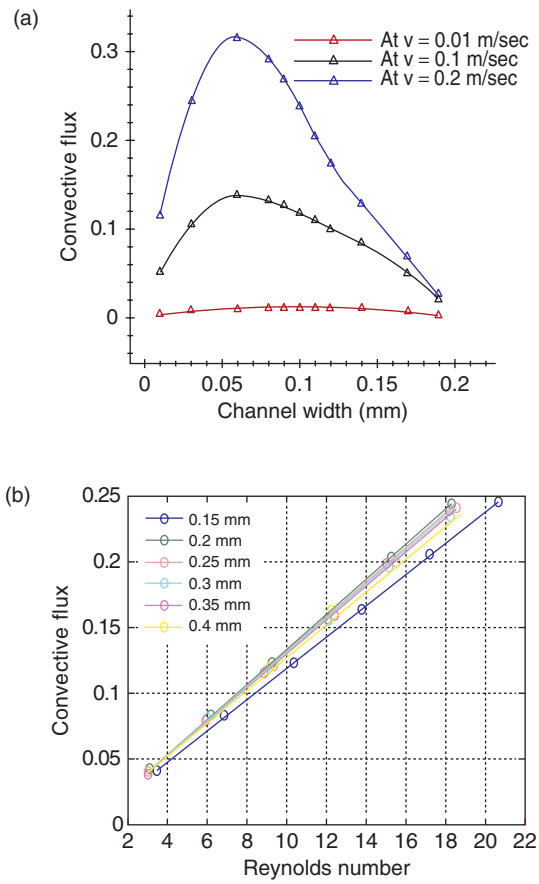 (a)
At v = 0.01 m/sec
At v = 0.1 m/sec
At v = 0.2 m/sec
0.3
0.2
0.1
0
Convective flux
0 0.05 0.1 0.15 0.2
Channel width (mm)
(b)
0.25
0.20
0.15
0.10
0.05
0
Convective flux
0.15 mm
0.2 mm
0.25 mm
0.3 mm
0.35 mm
0.4 mm
2 4 6 8 10 12 14 16 18 20 22
Reynolds number